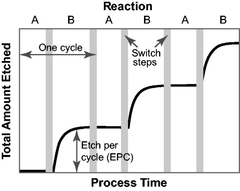 Reaction
A B A B A B
One cycle
Switch
steps
Etch per
cycle (EPC)
Total Amount Etched
Process Time